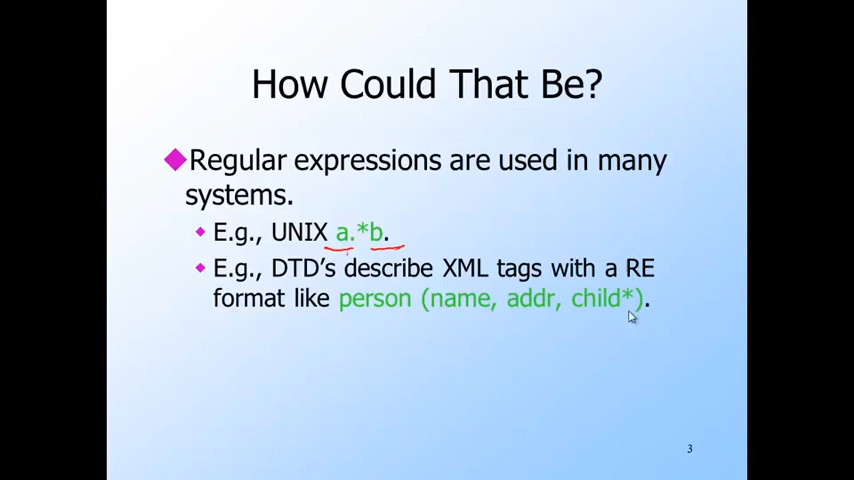 How Could That Be?
Regular expressions are used in many
systems.
E.g., UNIX a.*b.
E.g., DTD's describe XML tags with a RE
format like person (name, addr, child*).
3